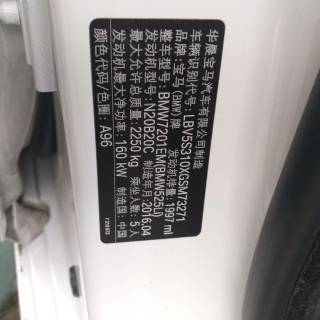 华晨宝马汽车有限公司制造
车辆识别代号: LBV5S310XGSM73271
品牌: 宝马(BMW)牌 发动机排量: 1997 ml
整车型号: BMW7201EM(BMW525Li)
发动机型号: N20B20C 制造年月: 2016.04
最大允许总质量: 2250 kg 乘坐人数: 5人
发动机最大净功率: 160 kW 制造国: 中国
颜色代码/色圈: A96